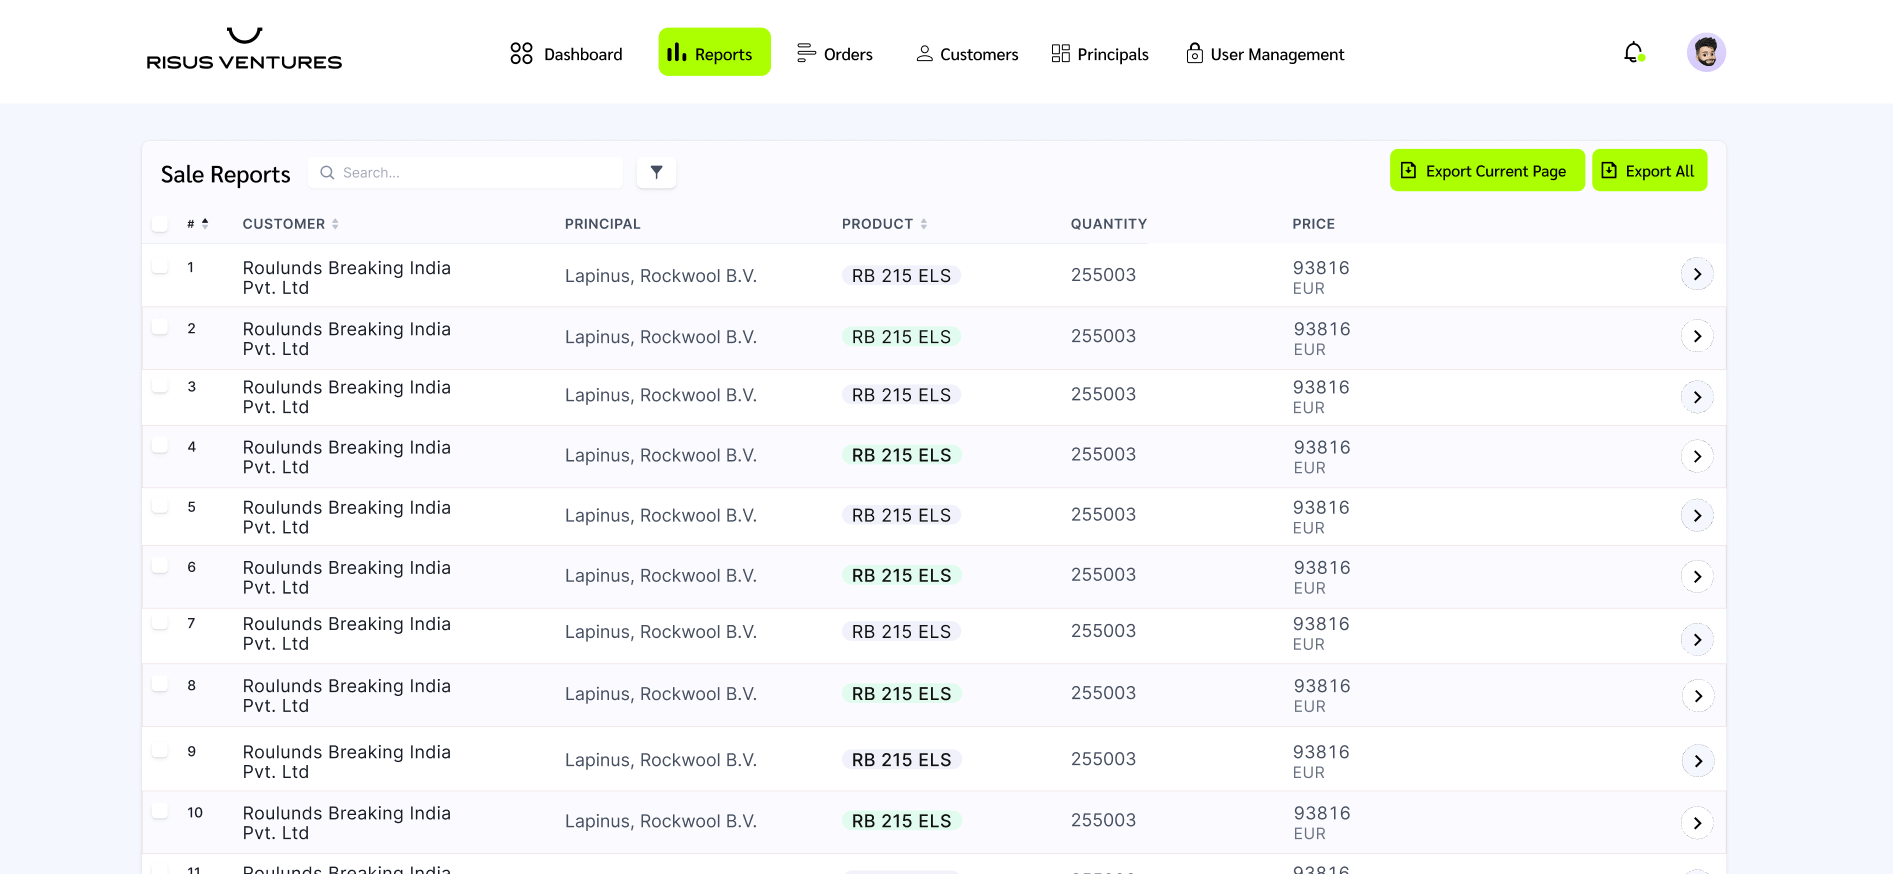 RISUS VENTURES
Dashboard
Reports
Orders
Customers
Principals
User Management
Sale Reports
Search...
Export Current Page
Export All
# CUSTOMER PRINCIPAL PRODUCT QUANTITY PRICE
1 Roulunds Breaking India Lapinus, Rockwool B.V. RB 215 ELS 255003 93816
Pvt. Ltd EUR
2 Roulunds Breaking India Lapinus, Rockwool B.V. RB 215 ELS 255003 93816
Pvt. Ltd EUR
3 Roulunds Breaking India Lapinus, Rockwool B.V. RB 215 ELS 255003 93816
Pvt. Ltd EUR
4 Roulunds Breaking India Lapinus, Rockwool B.V. RB 215 ELS 255003 93816
Pvt. Ltd EUR
5 Roulunds Breaking India Lapinus, Rockwool B.V. RB 215 ELS 255003 93816
Pvt. Ltd EUR
6 Roulunds Breaking India Lapinus, Rockwool B.V. RB 215 ELS 255003 93816
Pvt. Ltd EUR
7 Roulunds Breaking India Lapinus, Rockwool B.V. RB 215 ELS 255003 93816
Pvt. Ltd EUR
8 Roulunds Breaking India Lapinus, Rockwool B.V. RB 215 ELS 255003 93816
Pvt. Ltd EUR
9 Roulunds Breaking India Lapinus, Rockwool B.V. RB 215 ELS 255003 93816
Pvt. Ltd EUR
10 Roulunds Breaking India Lapinus, Rockwool B.V. RB 215 ELS 255003 93816
Pvt. Ltd EUR
11 Roulunds Breaking India 93816